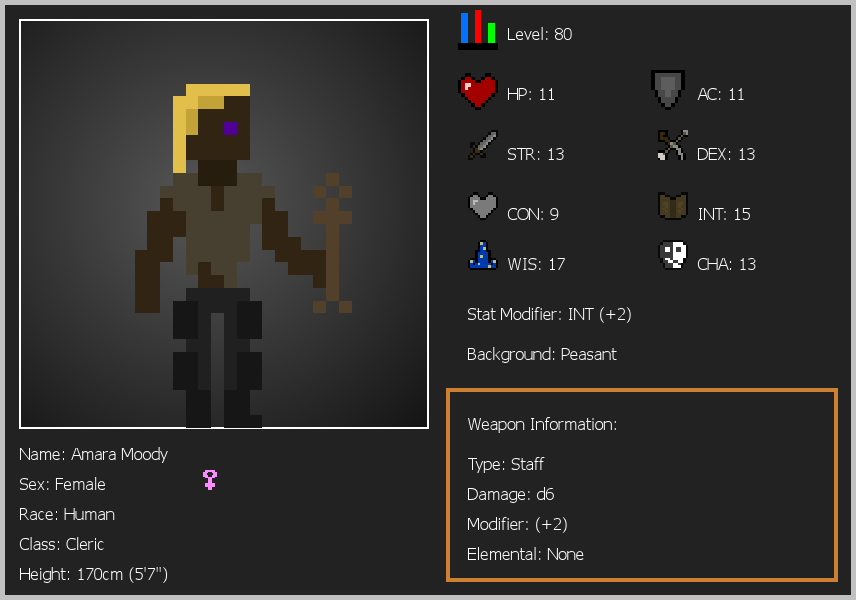 Level: 80
HP: 11
AC: 11
STR: 13
DEX: 13
CON: 9
INT: 15
WIS: 17
CHA: 13
Stat Modifier: INT (+2)
Background: Peasant
Weapon Information:
Type: Staff
Damage: d6
Modifier: (+2)
Elemental: None
Name: Amara Moody
Sex: Female
Race: Human
Class: Cleric
Height: 170cm (5'7")